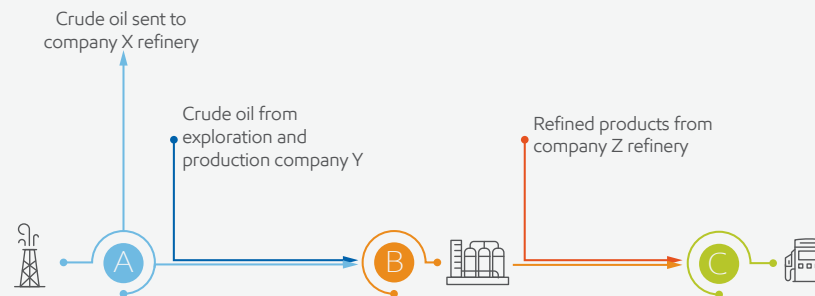 Crude oil sent to
company X refinery
Crude oil from
exploration and
production company Y
Refined products from
company Z refinery
A
B
C